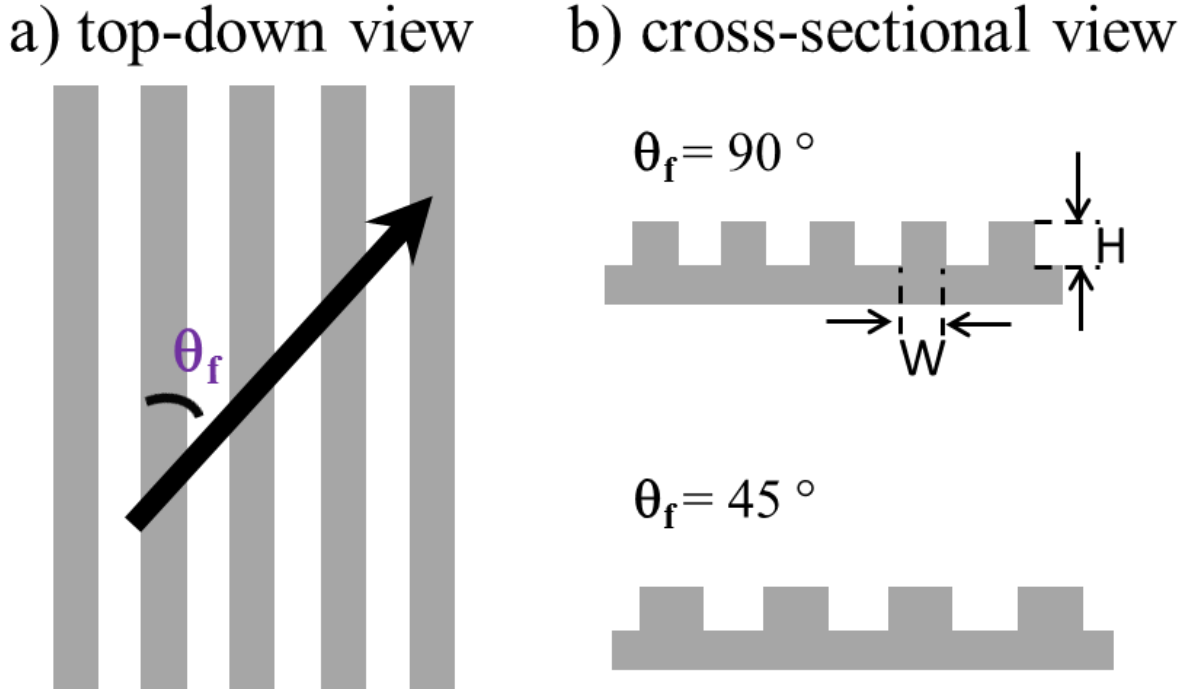 a) top-down view
θf
b) cross-sectional view
θf = 90 °
H
W
θf = 45 °